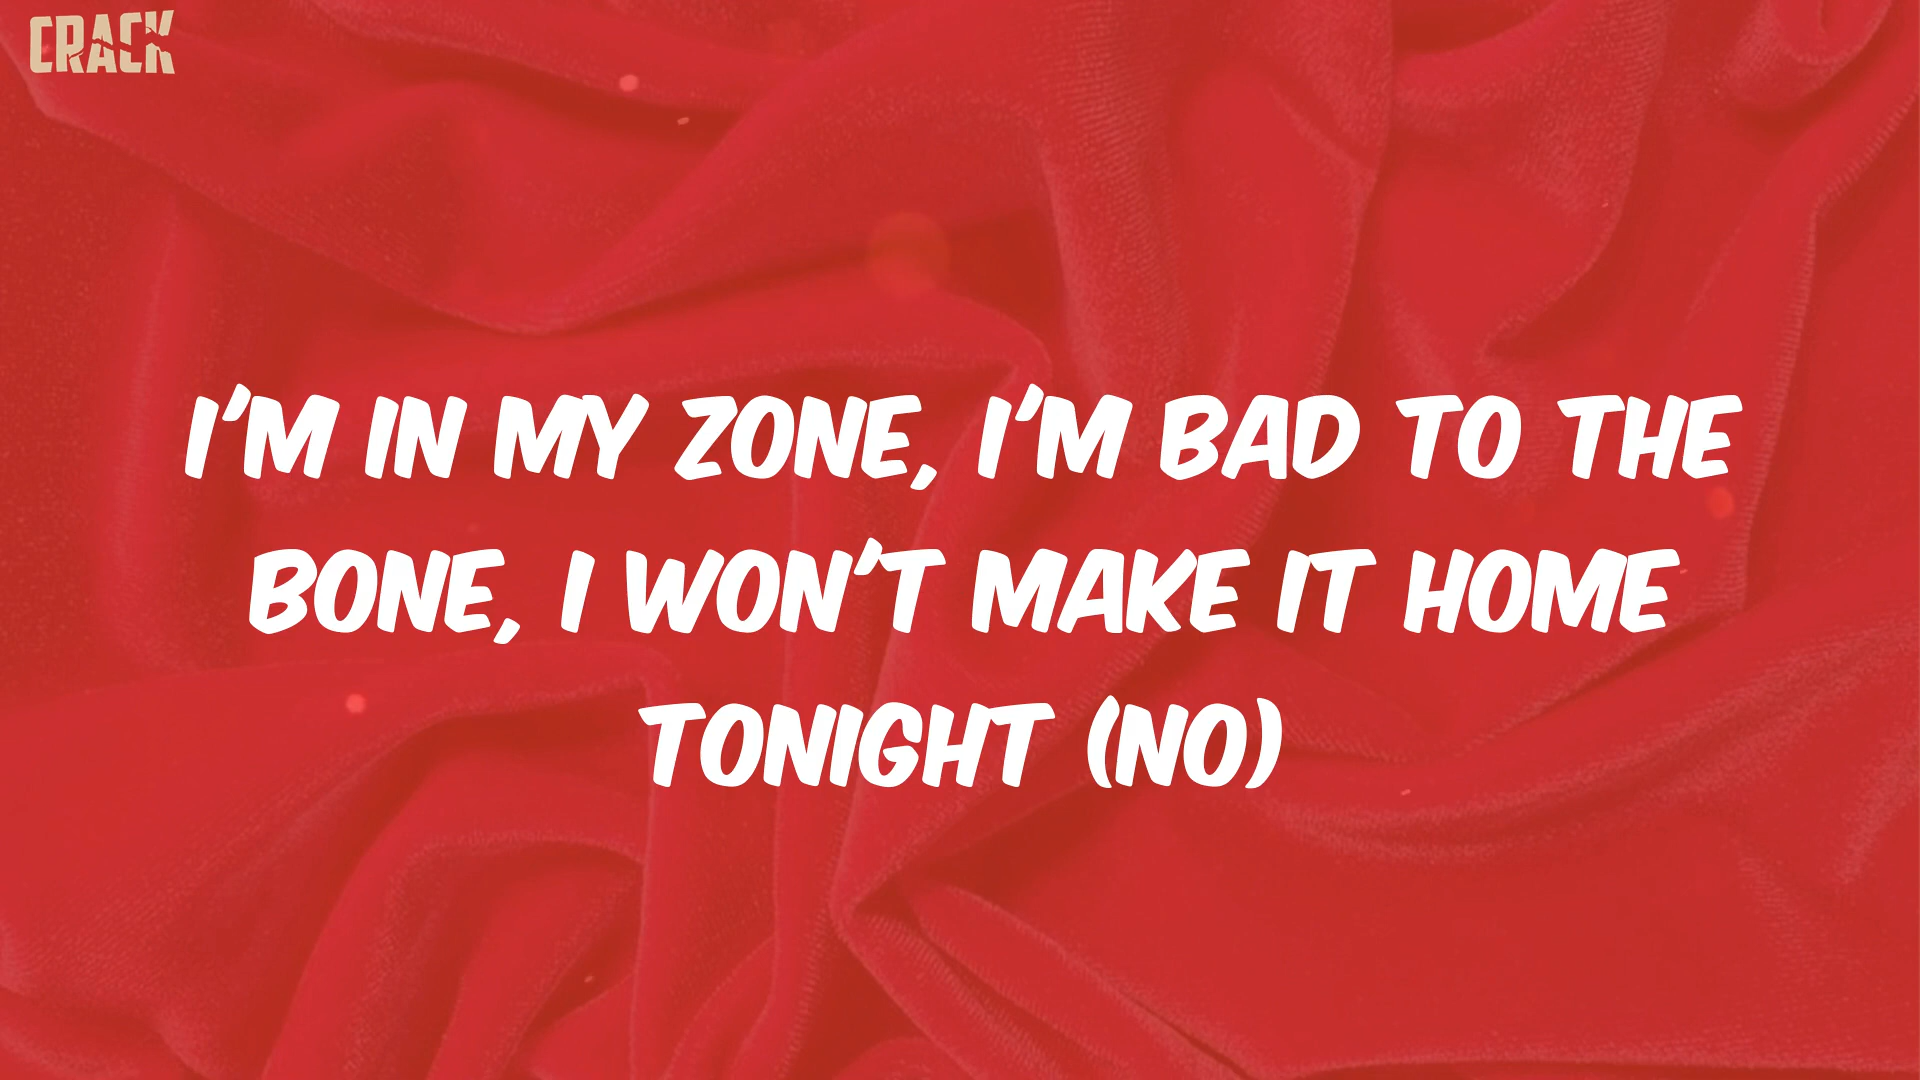 CRACK
I'M IN MY ZONE, I'M BAD TO THE
BONE, I WON'T MAKE IT HOME
TONIGHT (NO)